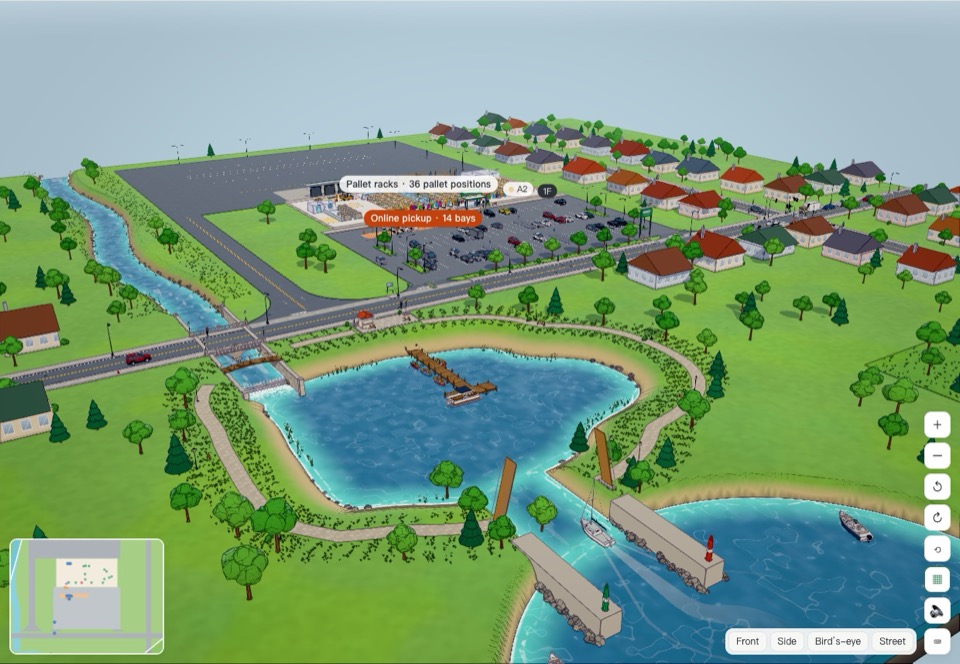 Pallet racks · 36 pallet positions
A2
1F
Online pickup · 14 bays
Front
Side
Bird's-eye
Street